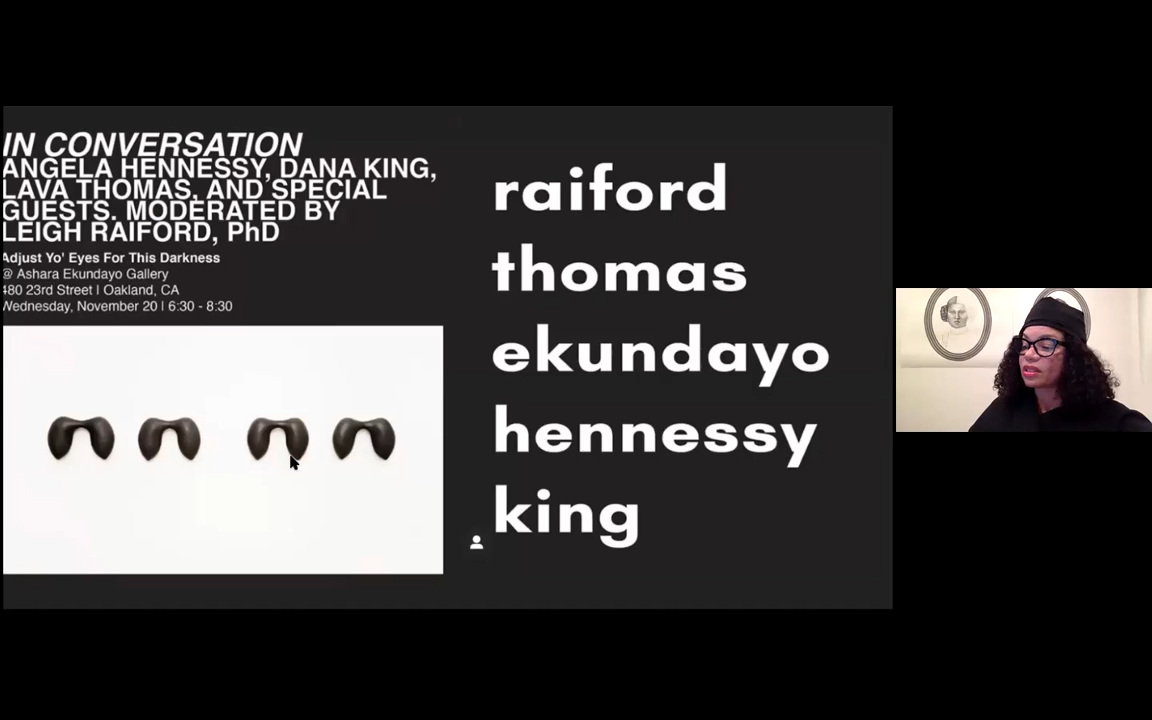 IN CONVERSATION
ANGELA HENNESSY, DANA KING,
LAVA THOMAS, AND SPECIAL
GUESTS. MODERATED BY
LEIGH RAIFORD, PhD
Adjust Yo' Eyes For This Darkness
@ Ashara Ekundayo Gallery
480 23rd Street | Oakland, CA
Wednesday, November 20 | 6:30 - 8:30
raiford
thomas
ekundayo
hennessy
king